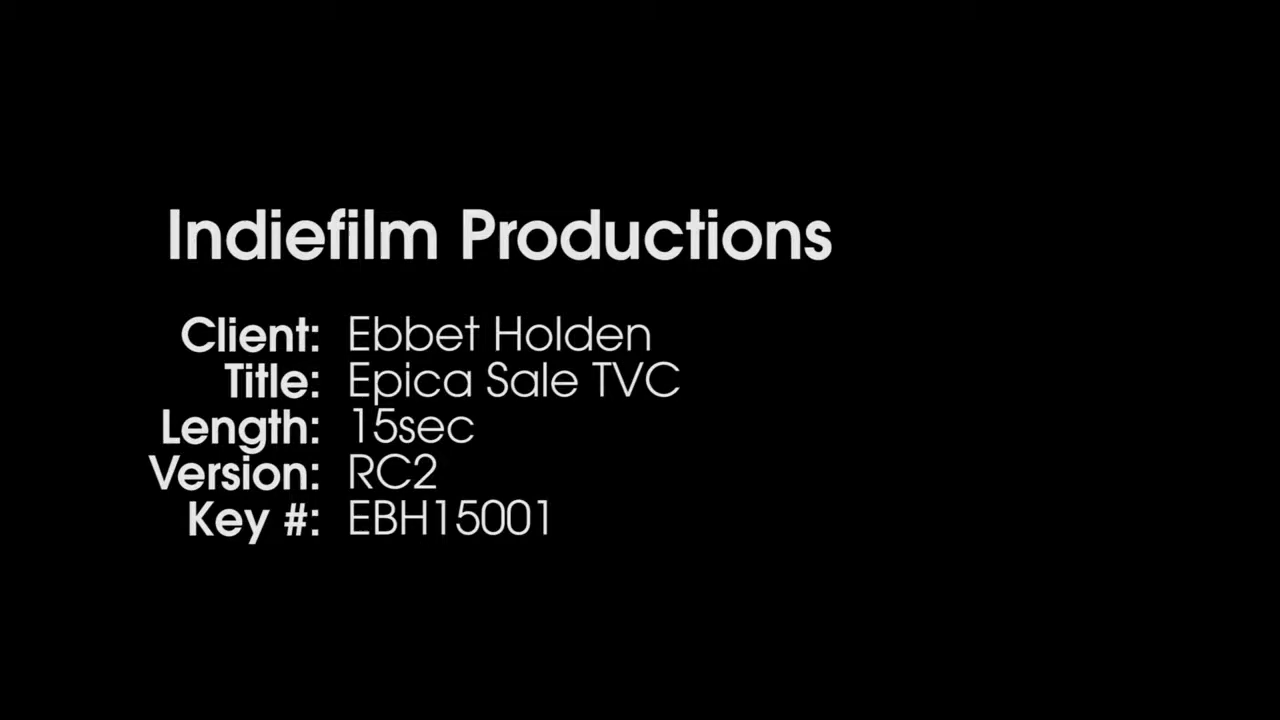 Indiefilm Productions
Client: Ebbet Holden
Title: Epica Sale TVC
Length: 15sec
Version: RC2
Key #: EBH15001